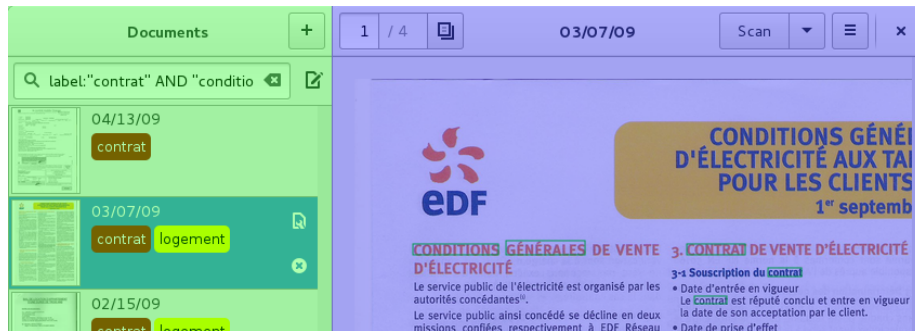 Documents
+
1 / 4
03/07/09
Scan
label:"contrat" AND "conditio
04/13/09
contrat
03/07/09
contrat logement
02/15/09
contrat logement
edF
CONDITIONS GÉNÉ
D'ÉLECTRICITÉ AUX TA
POUR LES CLIENTS
1er septemb
CONDITIONS GÉNÉRALES DE VENTE
D'ÉLECTRICITÉ
Le service public de l'électricité est organisé par les
autorités concédantes
Le service public ainsi concédé se décline en deux
missions confiées respectivement à EDF Réseau
3. CONTRAT DE VENTE D'ÉLECTRICITÉ
3-1 Souscription du contrat
• Date d'entrée en vigueur
Le contrat est réputé conclu et entre en vigueur
la date de son acceptation par le client.
• Date de prise d'effet